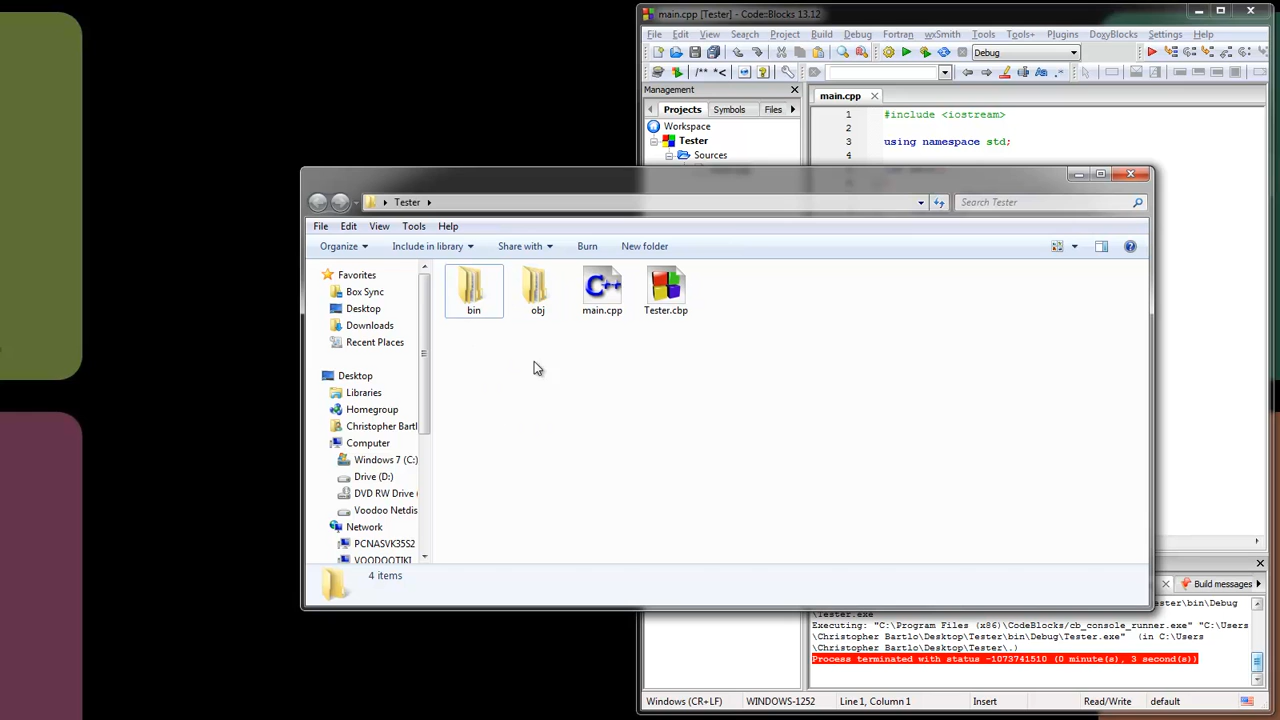 main.cpp [Tester] - Code::Blocks 13.12
File Edit View Search Project Build Debug Fortran wxSmith Tools Tools+ Plugins DoxyBlocks Settings Help
Debug
/** *<
Management
Projects Symbols Files
main.cpp
Workspace
Tester
Sources
1 #include <iostream>
2
3 using namespace std;
4
Tester
Search Tester
File Edit View Tools Help
Organize Include in library Share with Burn New folder
Favorites
Box Sync
Desktop
Downloads
Recent Places
Desktop
Libraries
Homegroup
Christopher Bartl
Computer
Windows 7 (C:)
Drive (D:)
DVD RW Drive (
Voodoo Netdis
Network
PCNASVK35S2
VOODOOTIKI
bin
obj
C++
main.cpp
Tester.cbp
4 items
Build messages
ester\bin\Debug
\Tester.exe
Executing: "C:\Program Files (x86)\CodeBlocks/cb_console_runner.exe" "C:\Users
\Christopher Bartlo\Desktop\Tester\bin\Debug\Tester.exe" (in C:\Users
\Christopher Bartlo\Desktop\Tester\.)
Process terminated with status -1073741510 (0 minute(s), 3 second(s))
Windows (CR+LF) WINDOWS-1252 Line 1, Column 1 Insert Read/Write default